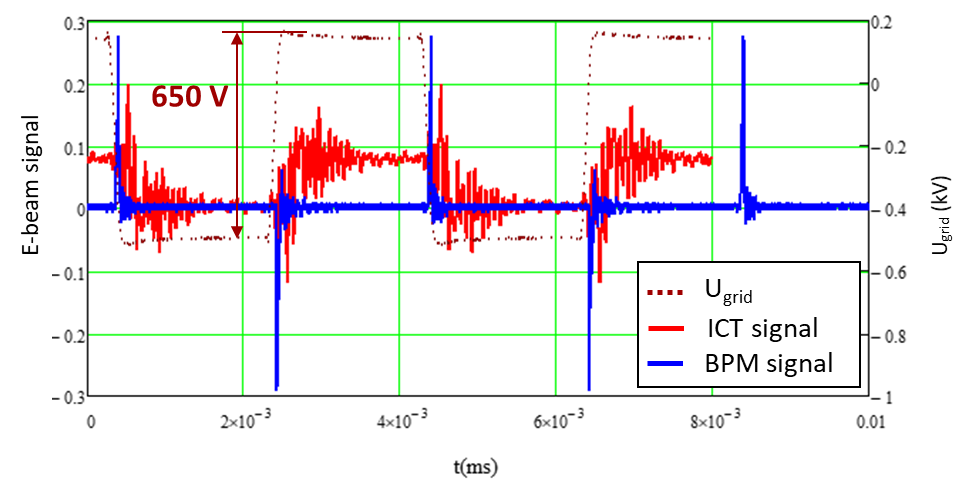 0.3
0.2
0.1
0
−0.1
−0.2
−0.3
E-beam signal
650 V
0.2
0
−0.2
−0.4
−0.6
−0.8
−1
U_grid (kV)
U_grid
ICT signal
BPM signal
0 2×10⁻³ 4×10⁻³ 6×10⁻³ 8×10⁻³ 0.01
t(ms)